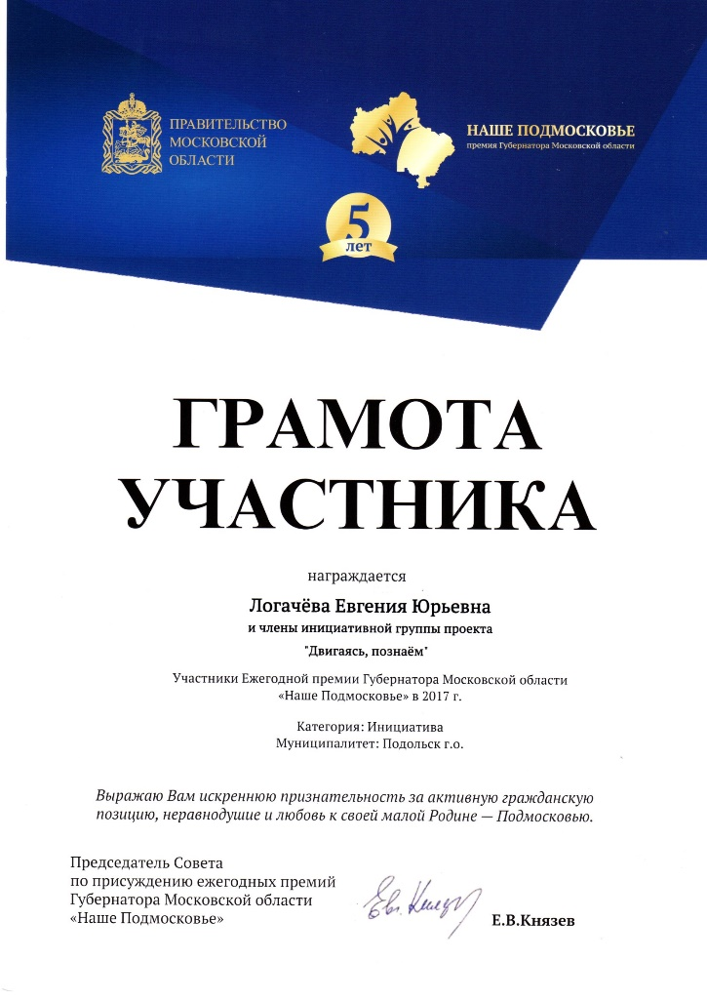 ПРАВИТЕЛЬСТВО
МОСКОВСКОЙ
ОБЛАСТИ
НАШЕ ПОДМОСКОВЬЕ
премия Губернатора Московской области
5
лет
ГРАМОТА
УЧАСТНИКА
награждается
Логачёва Евгения Юрьевна
и члены инициативной группы проекта
"Двигаясь, познаём"
Участники Ежегодной премии Губернатора Московской области
«Наше Подмосковье» в 2017 г.
Категория: Инициатива
Муниципалитет: Подольск г.о.
Выражаю Вам искреннюю признательность за активную гражданскую
позицию, неравнодушие и любовь к своей малой Родине — Подмосковью.
Председатель Совета
по присуждению ежегодных премий
Губернатора Московской области
«Наше Подмосковье»
Е.В.Князев